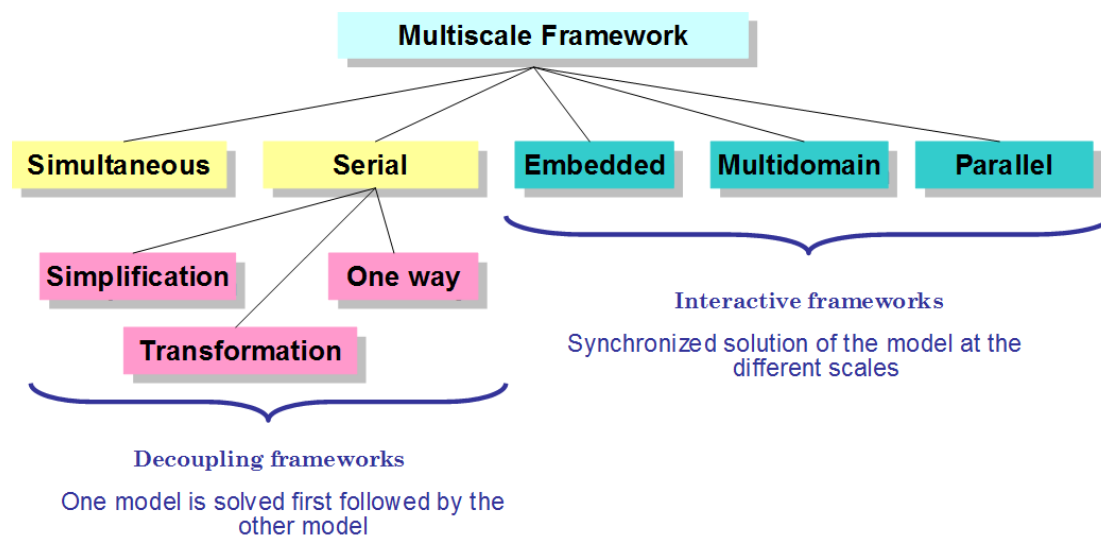 Multiscale Framework
Simultaneous
Serial
Embedded
Multidomain
Parallel
Simplification
One way
Transformation
Interactive frameworks
Synchronized solution of the model at the
different scales
Decoupling frameworks
One model is solved first followed by the
other model